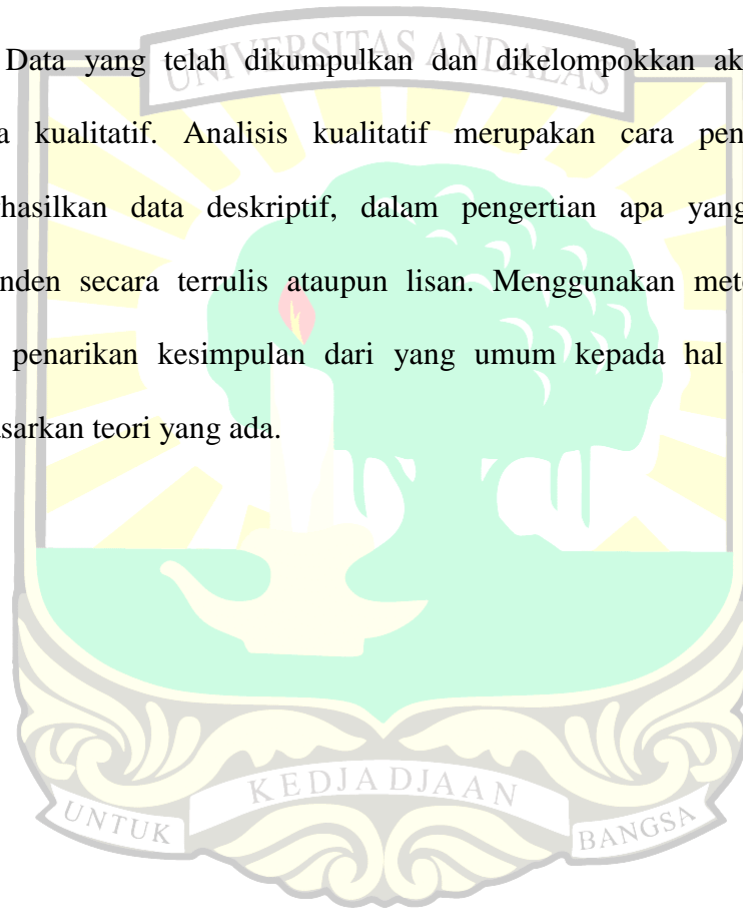 UNIVERSITAS ANDALAS
Data yang telah dikumpulkan dan dikelompokkan ak
a kualitatif. Analisis kualitatif merupakan cara pen
hasilkan data deskriptif, dalam pengertian apa yang
nden secara terrulis ataupun lisan. Menggunakan met
penarikan kesimpulan dari yang umum kepada hal
sarkan teori yang ada.
UNTUK KEDJADJAAN BANGSA